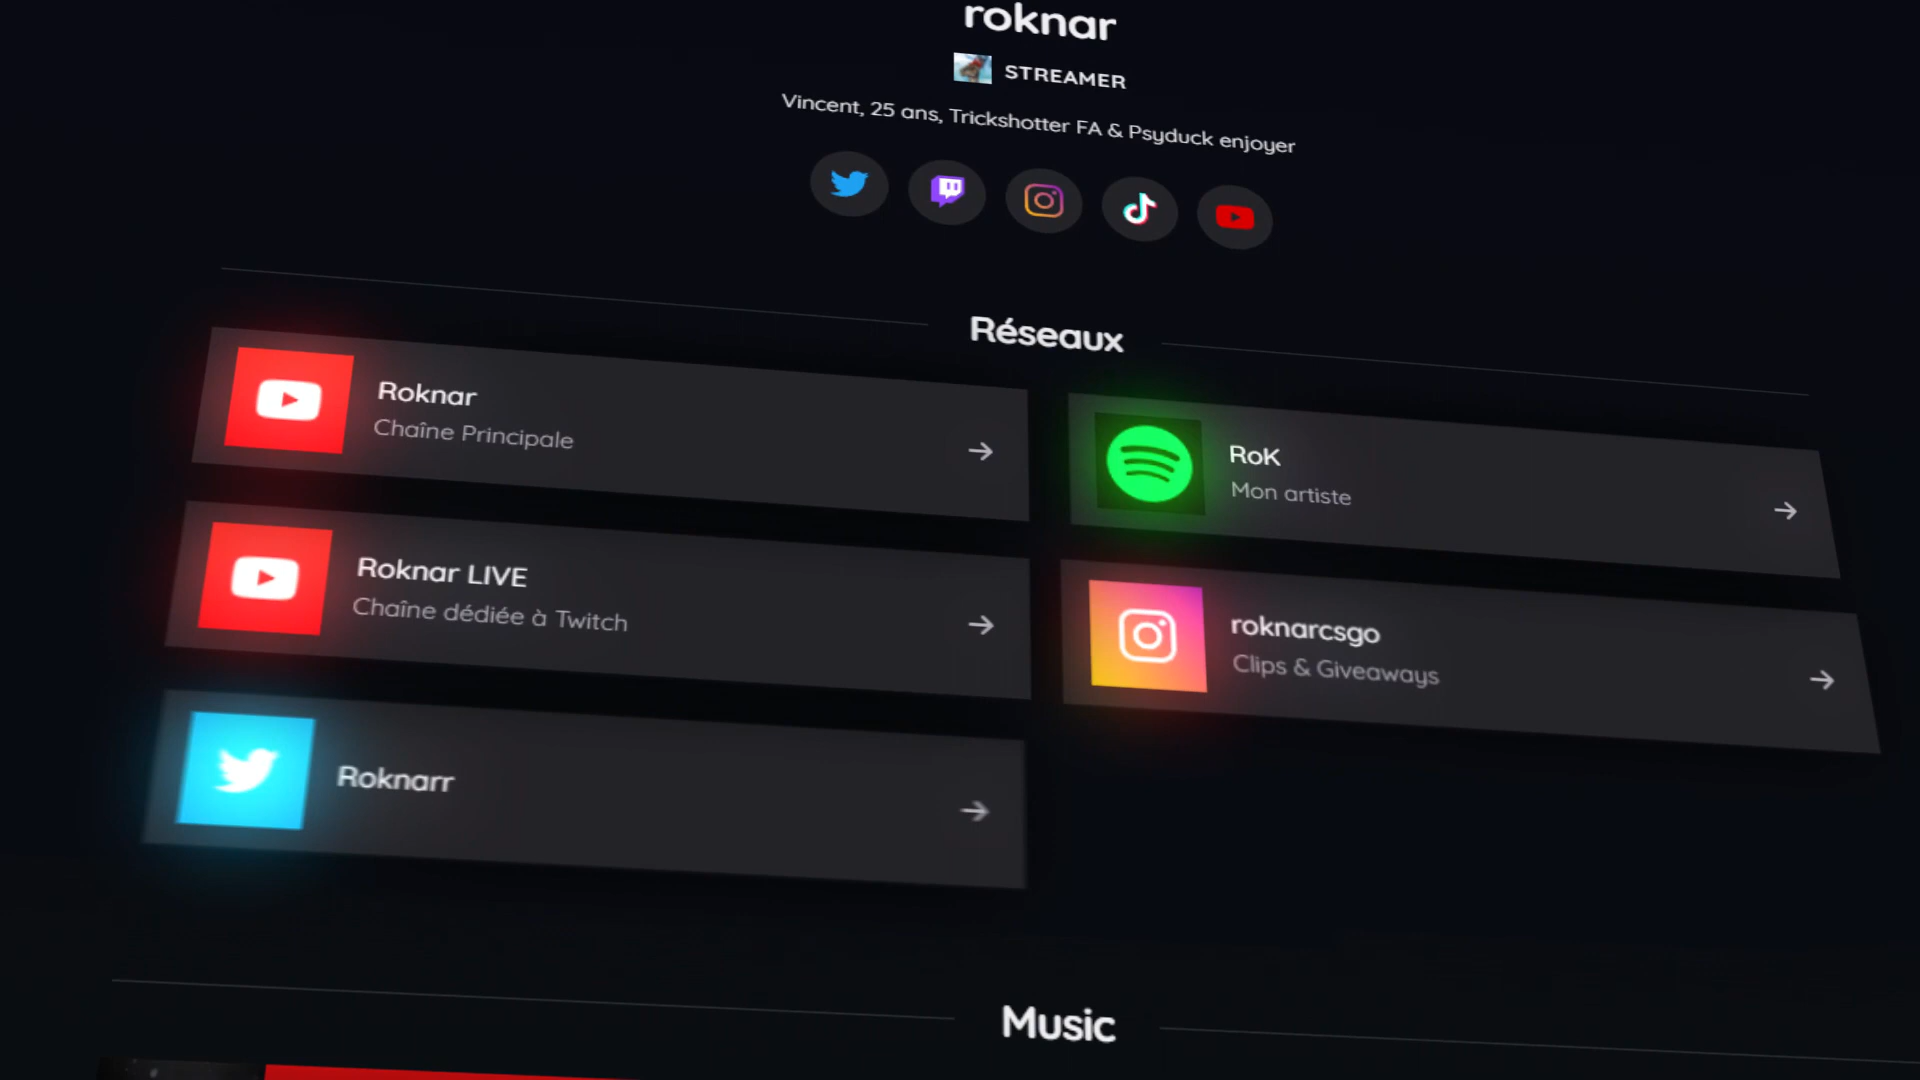 roknar
STREAMER
Vincent, 25 ans, Trickshotter FA & Psyduck enjoyer
Réseaux
Roknar
Chaîne Principale
RoK
Mon artiste
Roknar LIVE
Chaîne dédiée à Twitch
roknarcsgo
Clips & Giveaways
Roknarr
Music